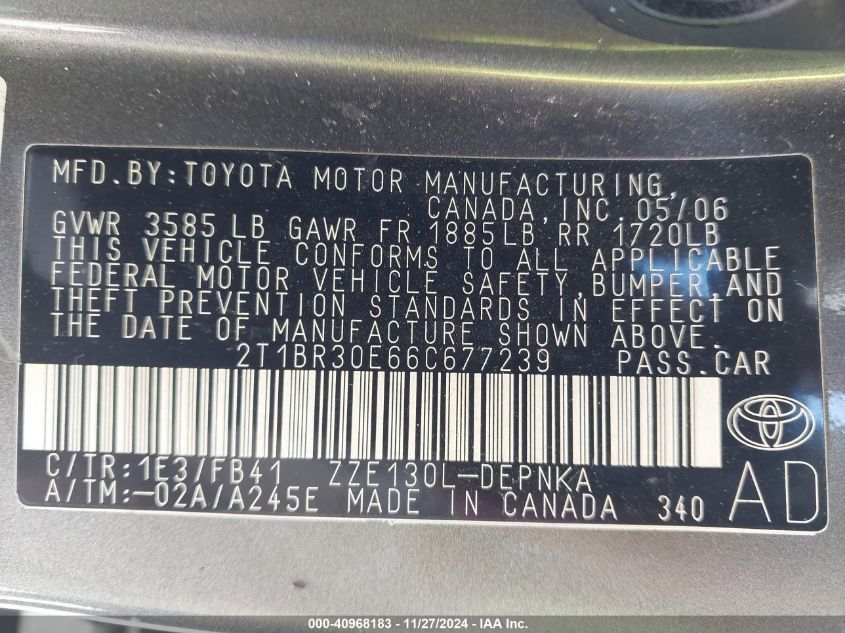 MFD.BY:TOYOTA MOTOR MANUFACTURING,
CANADA,INC.05/06
GVWR 3585 LB GAWR FR 1885LB RR 1720LB
THIS VEHICLE CONFORMS TO ALL APPLICABLE
FEDERAL MOTOR VEHICLE SAFETY,BUMPER,AND
THEFT PREVENTION STANDARDS IN EFFECT ON
THE DATE OF MANUFACTURE SHOWN ABOVE.
2T1BR30E66C677239 PASS.CAR
C/TR:1E3/FB41 ZZE130L-DEPNKA
A/TM:-02A/A245E MADE IN CANADA 340
AD
000-40968183 - 11/27/2024 - IAAI Holdings, Inc.